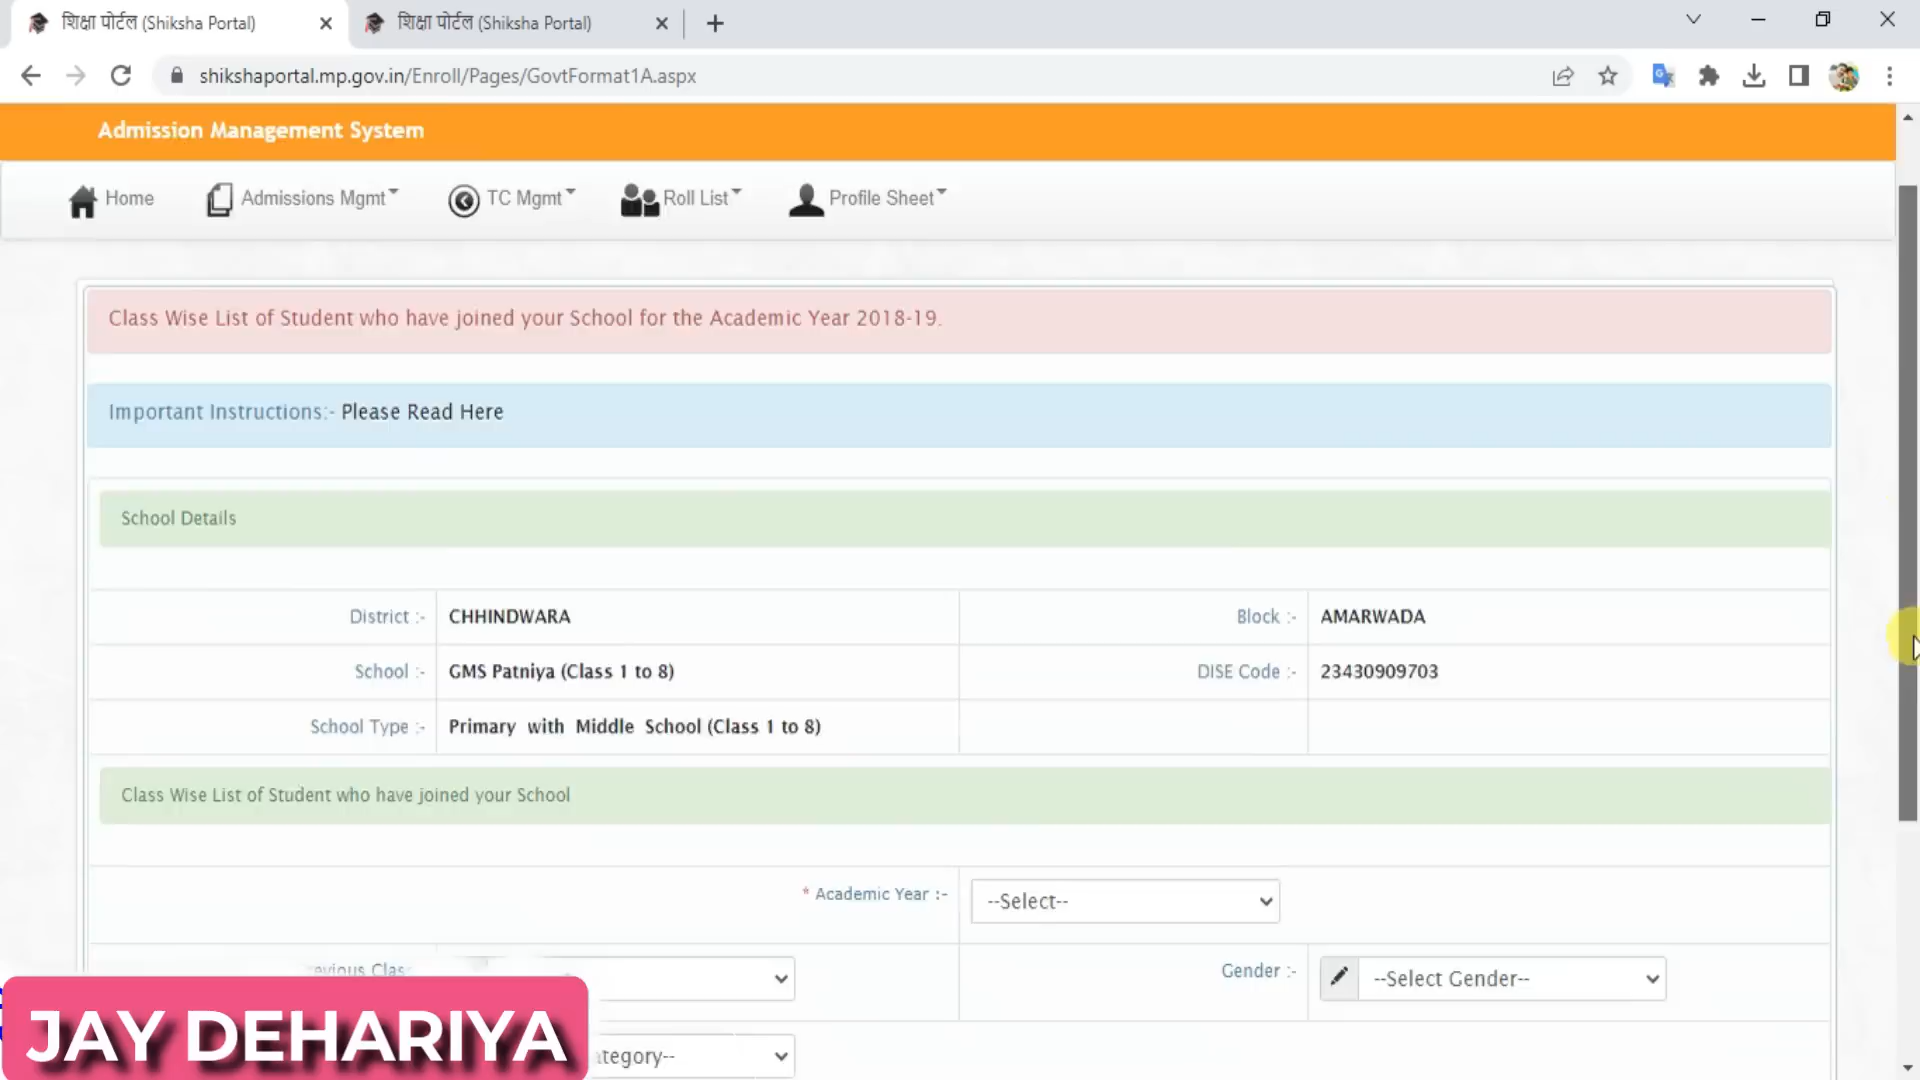 शिक्षा पोर्टल (Shiksha Portal)
शिक्षा पोर्टल (Shiksha Portal)
shikshaportal.mp.gov.in/Enroll/Pages/GovtFormat1A.aspx
Admission Management System
Home Admissions Mgmt TC Mgmt Roll List Profile Sheet
Class Wise List of Student who have joined your School for the Academic Year 2018-19.
Important Instructions:- Please Read Here
School Details
District :- CHHINDWARA Block :- AMARWADA
School :- GMS Patniya (Class 1 to 8) DISE Code :- 23430909703
School Type :- Primary with Middle School (Class 1 to 8)
Class Wise List of Student who have joined your School
* Academic Year :- --Select--
Gender :- --Select Gender--
JAY DEHARIYA